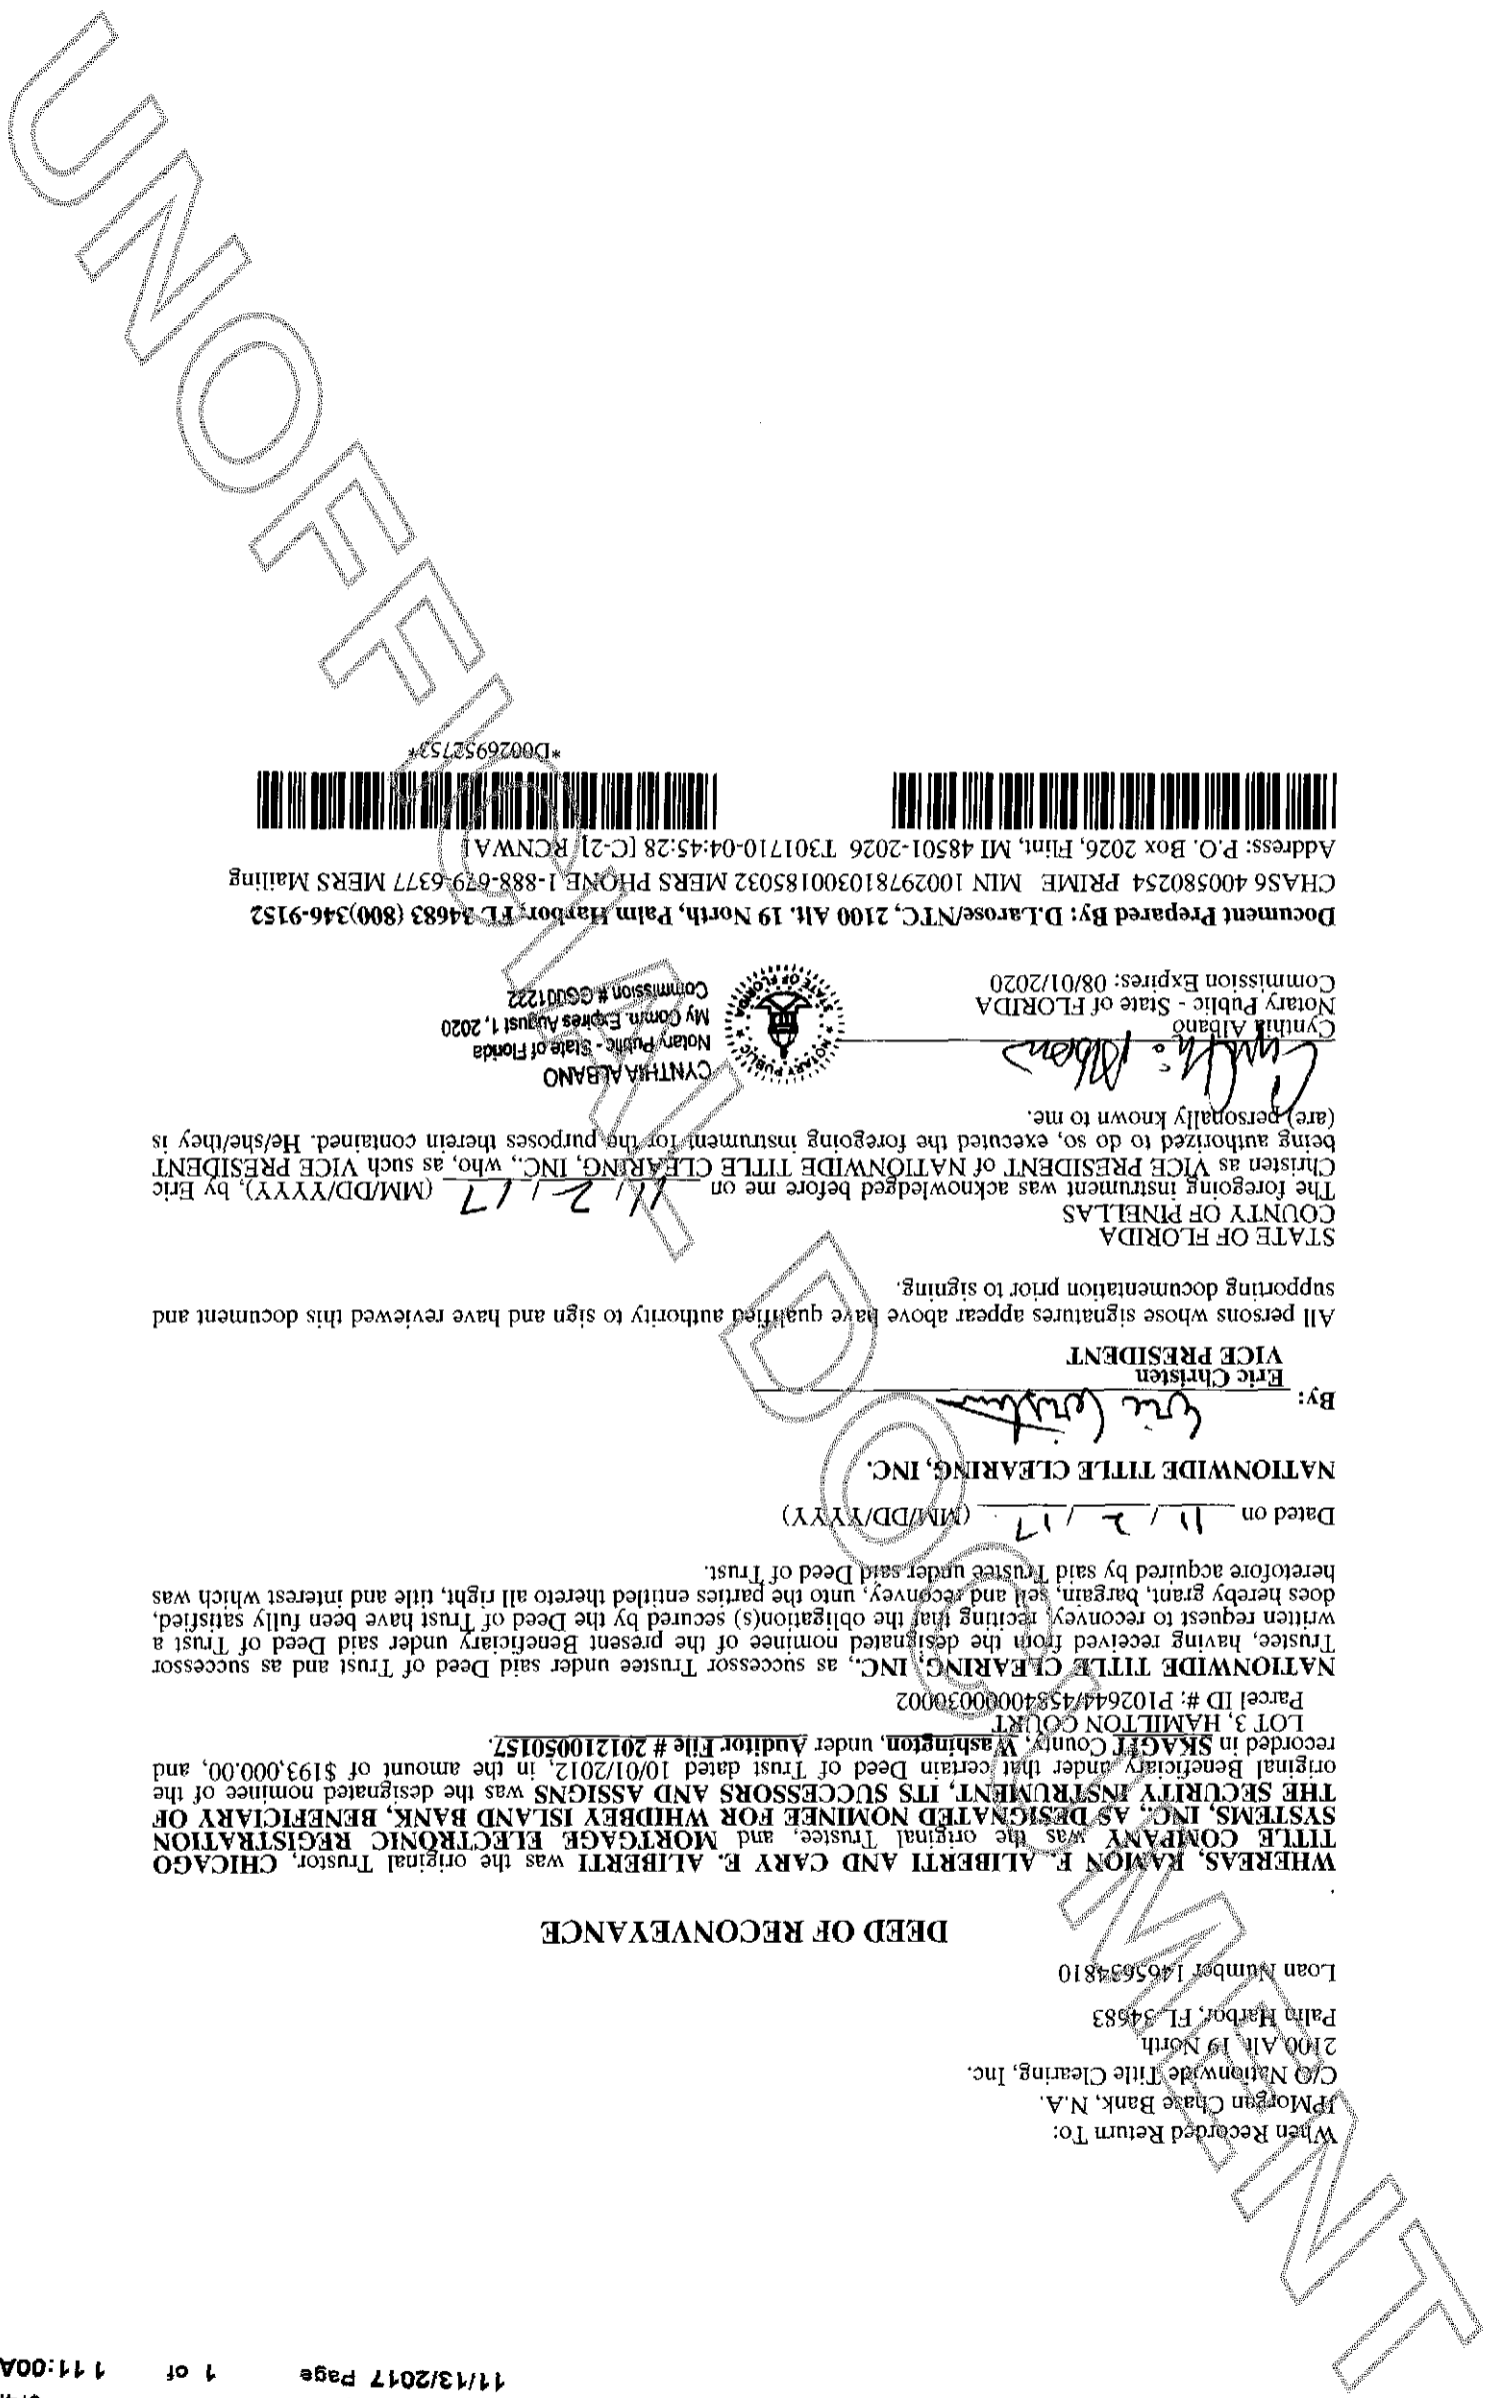 11/13/2017 Page 1 of 1 11:00A
When Recorded Return To:
JPMorgan Chase Bank, N.A.
C/O Nationwide Title Clearing, Inc.
2100 Alt. 19 North
Palm Harbor, FL 34683
Loan Number 1465634810
DEED OF RECONVEYANCE
WHEREAS, RAMON F. ALIBERTI AND CARY E. ALIBERTI was the original Trustor, CHICAGO
TITLE COMPANY was the original Trustee, and MORTGAGE ELECTRONIC REGISTRATION
SYSTEMS, INC., AS DESIGNATED NOMINEE FOR WHIDBEY ISLAND BANK, BENEFICIARY OF
THE SECURITY INSTRUMENT, ITS SUCCESSORS AND ASSIGNS was the designated nominee of the
original Beneficiary under that certain Deed of Trust dated 10/01/2012, in the amount of $193,000.00, and
recorded in SKAGIT County, Washington, under Auditor File # 201210050157.
LOT 3, HAMILTON COURT
Parcel ID #: P102644/45840000030002
NATIONWIDE TITLE CLEARING, INC., as successor Trustee under said Deed of Trust and as successor
Trustee, having received from the designated nominee of the present Beneficiary under said Deed of Trust a
written request to reconvey, reciting that the obligation(s) secured by the Deed of Trust have been fully satisfied,
does hereby grant, bargain, sell and reconvey, unto the parties entitled thereto all right, title and interest which was
heretofore acquired by said Trustee under said Deed of Trust.
Dated on 11 / 2 / 17 (MM/DD/YYYY)
NATIONWIDE TITLE CLEARING, INC.
By: Eric Christen
Eric Christen
VICE PRESIDENT
All persons whose signatures appear above have qualified authority to sign and have reviewed this document and
supporting documentation prior to signing.
STATE OF FLORIDA
COUNTY OF PINELLAS
The foregoing instrument was acknowledged before me on 11 / 2 / 17 (MM/DD/YYYY), by Eric
Christen as VICE PRESIDENT of NATIONWIDE TITLE CLEARING, INC., who, as such VICE PRESIDENT
being authorized to do so, executed the foregoing instrument for the purposes therein contained. He/she/they is
(are) personally known to me.
Cynthia Albano
Cynthia Albano
Notary Public - State of FLORIDA
Commission Expires: 08/01/2020
NOTARY PUBLIC
STATE OF FLORIDA
CYNTHIA ALBANO
Notary Public - State of Florida
My Comm. Expires August 1, 2020
Commission # GG001222
Document Prepared By: D.Larose/NTC, 2100 Alt. 19 North, Palm Harbor, FL 34683 (800)346-9152
CHAS6 400580254 PRIME MIN 100297810300185032 MERS PHONE 1-888-679-6377 MERS Mailing
Address: P.O. Box 2026, Flint, MI 48501-2026 T301710-04:45:28 [C-2] RCNWA1
*D0026952753*
UNOFFICIAL DOCUMENT